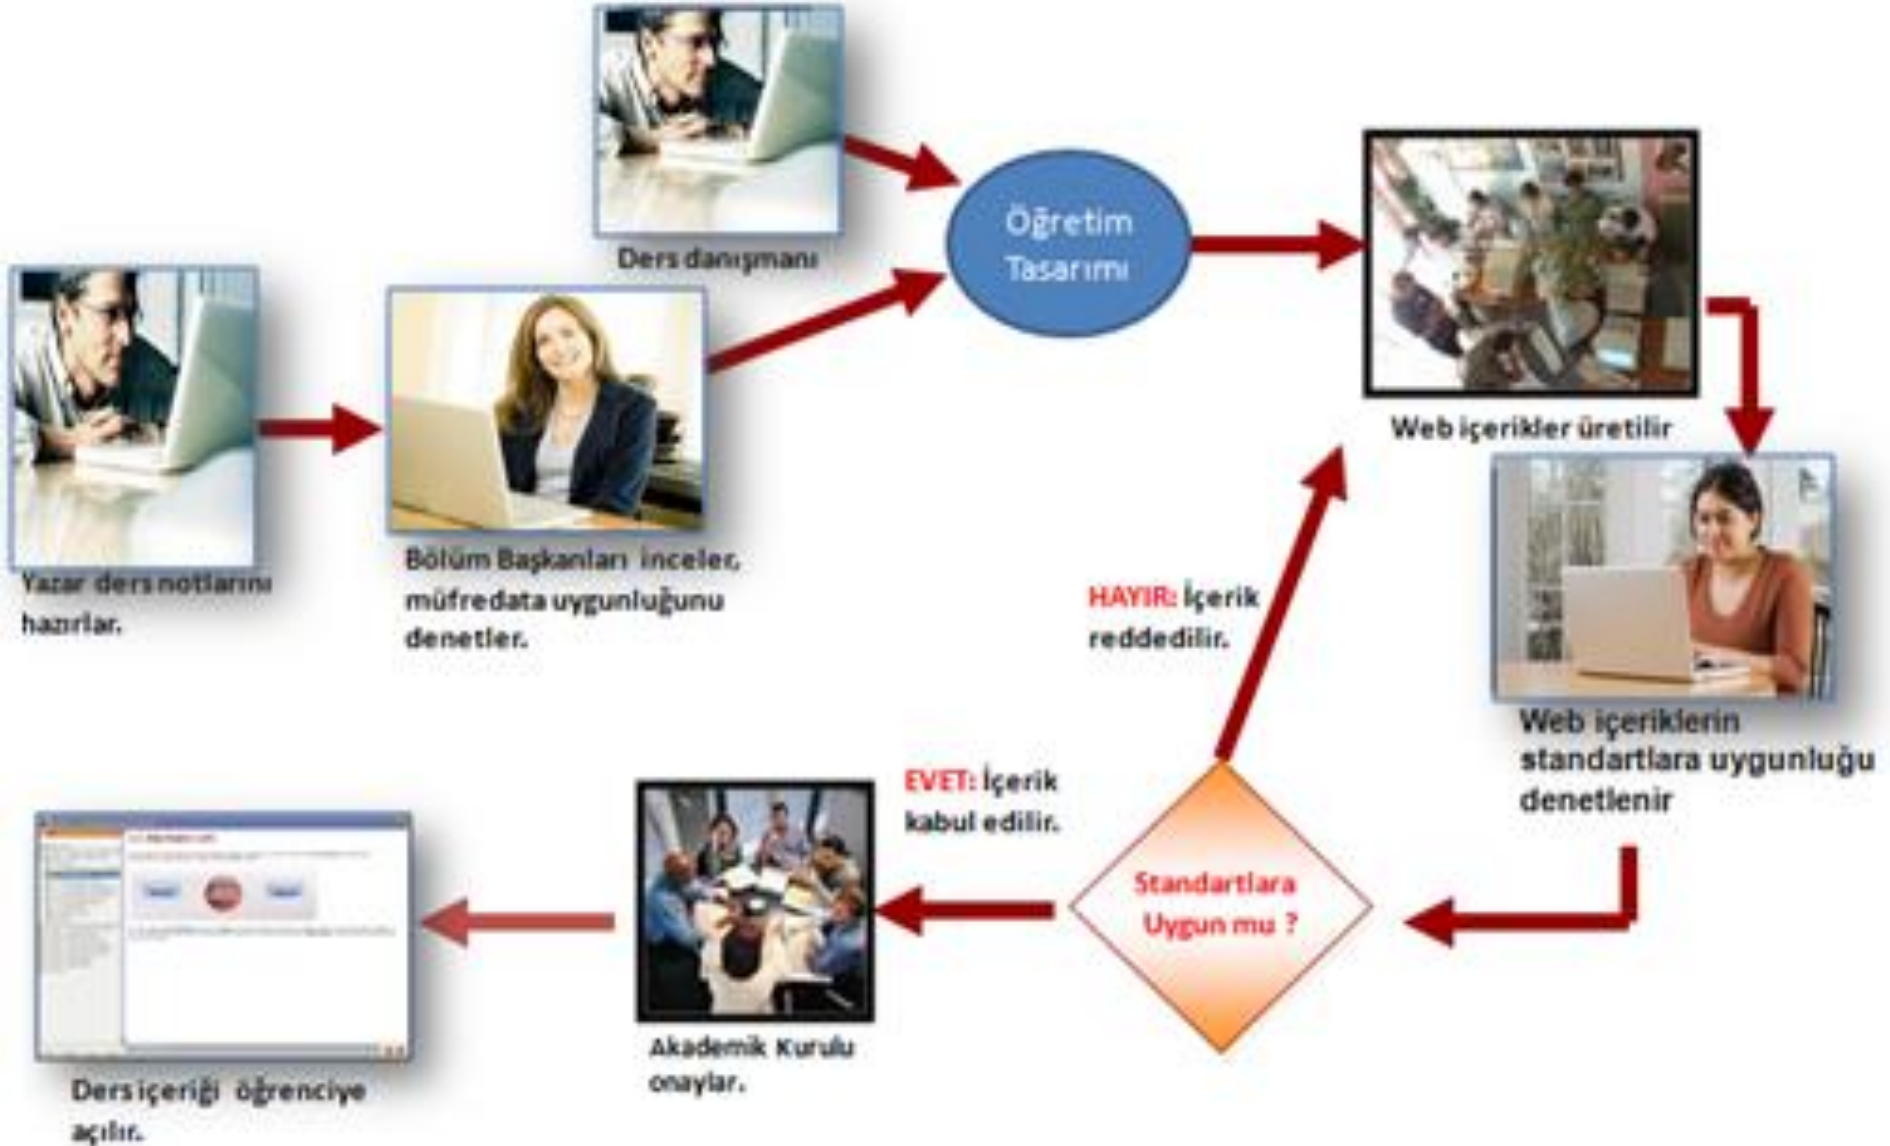 Ders danışmanı
Öğretim
Tasarımı
Yazar ders notlarını
hazırlar.
Bölüm Başkanları inceler,
müfredata uygunluğunu
denetler.
Web içerikler üretilir
HAYIR: İçerik
reddedilir.
Web içeriklerin
standartlara uygunluğu
denetlenir
EVET: İçerik
kabul edilir.
Standartlara
Uygun mu ?
Akademik Kurulu
onaylar.
Ders içeriği öğrenciye
açılır.